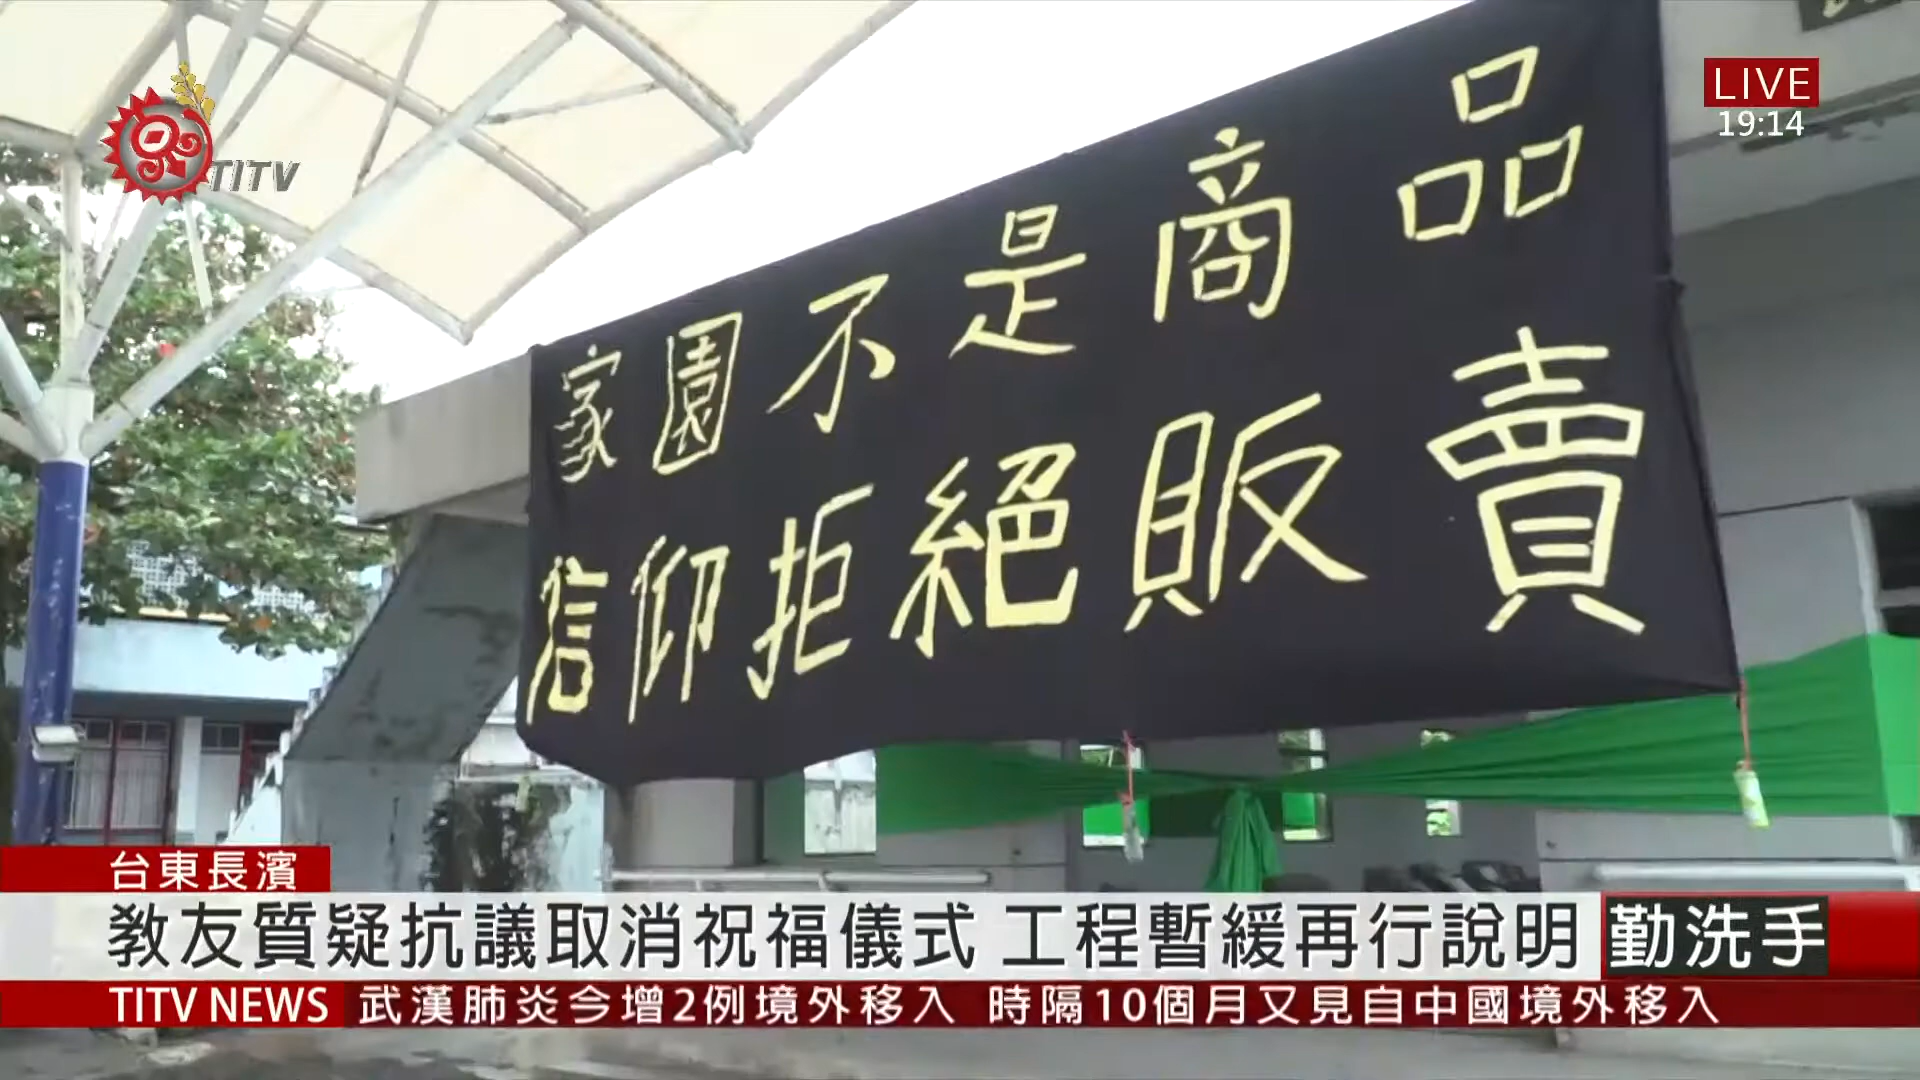 TITV
LIVE
19:14
家園不是商品
信仰拒絕販賣
台東長濱
教友質疑抗議取消祝福儀式 工程暫緩再行說明
勤洗手
TITV NEWS 武漢肺炎今增2例境外移入 時隔10個月又見自中國境外移入